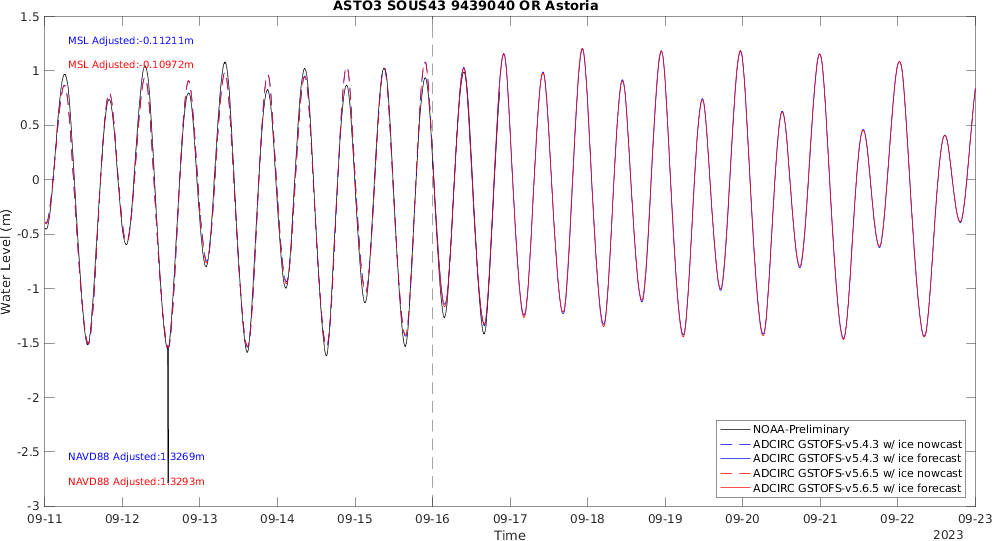 ASTO3 SOUS43 9439040 OR Astoria
1.5
1
0.5
0
-0.5
-1
-1.5
-2
-2.5
-3
Water Level (m)
MSL Adjusted:-0.11211m
MSL Adjusted:-0.10972m
NAVD88 Adjusted:1.3269m
NAVD88 Adjusted:1.3293m
NOAA-Preliminary
ADCIRC GSTOFS-v5.4.3 w/ ice nowcast
ADCIRC GSTOFS-v5.4.3 w/ ice forecast
ADCIRC GSTOFS-v5.6.5 w/ ice nowcast
ADCIRC GSTOFS-v5.6.5 w/ ice forecast
09-11 09-12 09-13 09-14 09-15 09-16 09-17 09-18 09-19 09-20 09-21 09-22 09-23
Time
2023